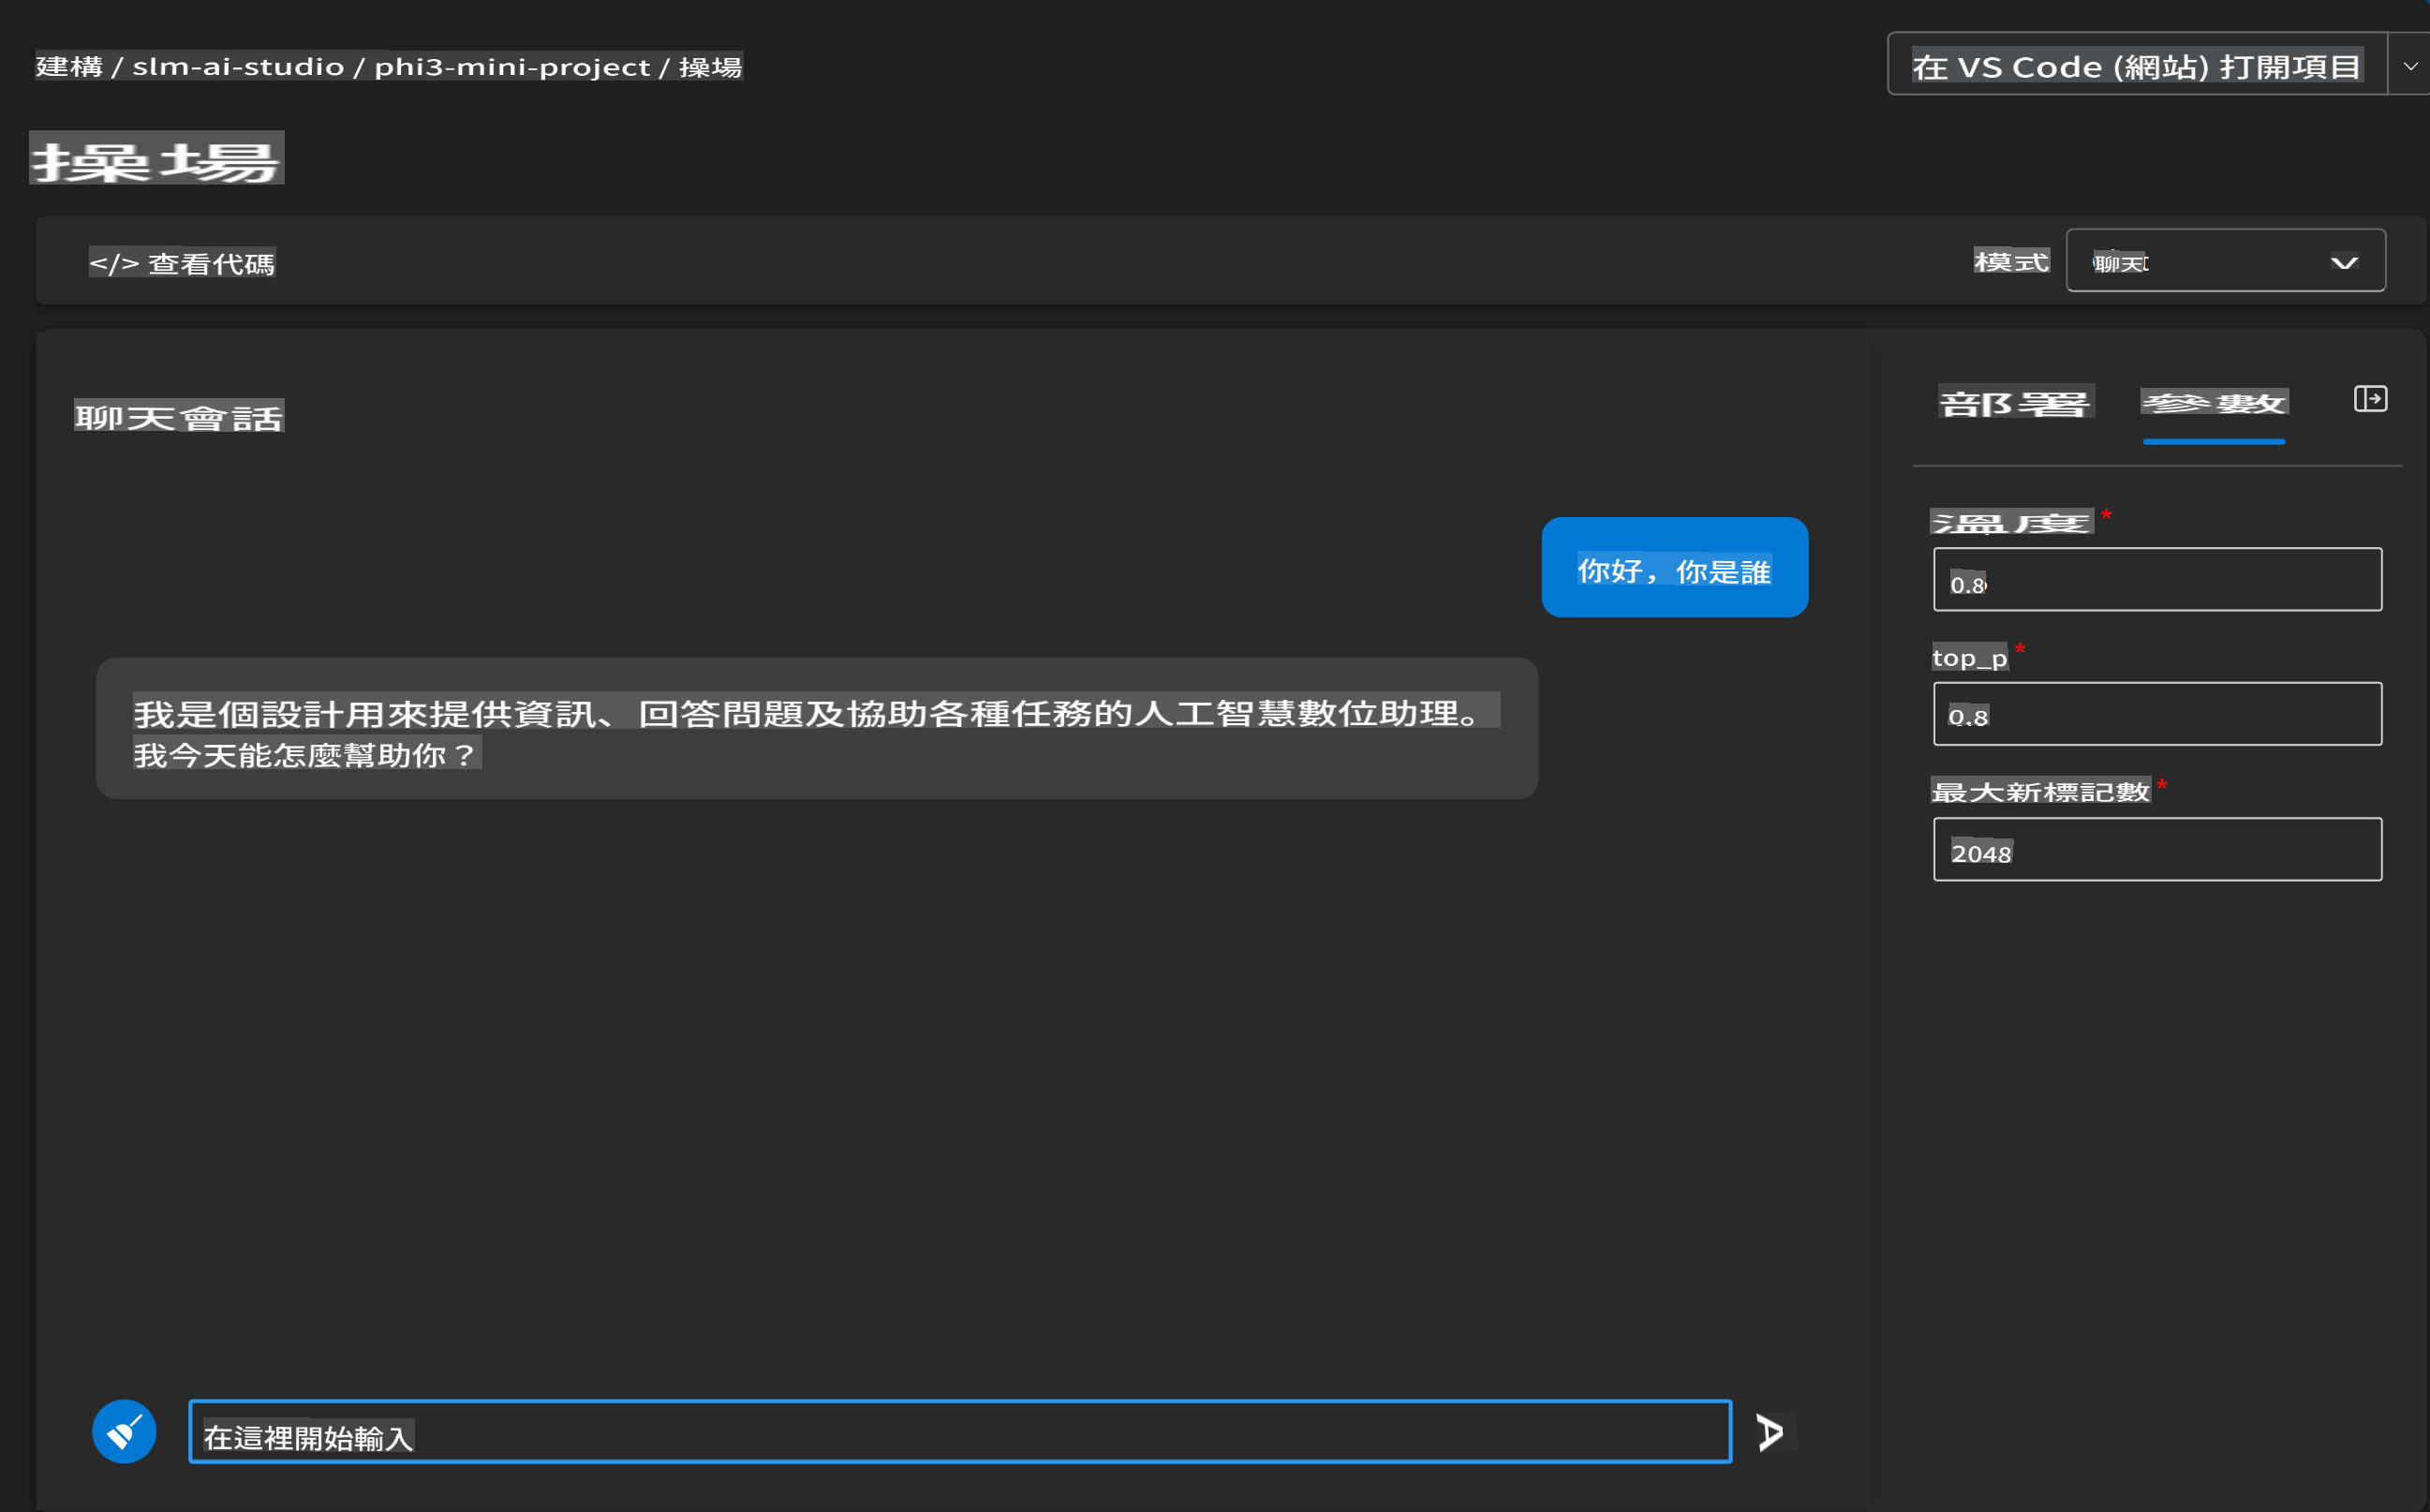 建構 / slm-ai-studio / phi3-mini-project / 操場
在 VS Code (網站) 打開項目
操場
</> 查看代碼
模式
聊天
聊天會話
部署
參數
你好，你是誰
我是個設計用來提供資訊、回答問題及協助各種任務的人工智慧數位助理。
我今天能怎麼幫助你？
溫度 *
0.8
top_p *
0.8
最大新標記數 *
2048
在這裡開始輸入